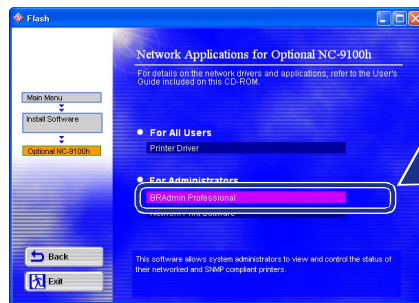 Flash
Network Applications for Optional NC-9100h
For details on the network drivers and applications, refer to the User's
Guide included on this CD-ROM.
Main Menu
Install Software
Optional NC-9100h
For All Users
Printer Driver
For Administrators
BRAdmin Professional
Network Print Software
Back
Exit
This software allows system administrators to view and control the status of
their networked and SNMP compliant printers.